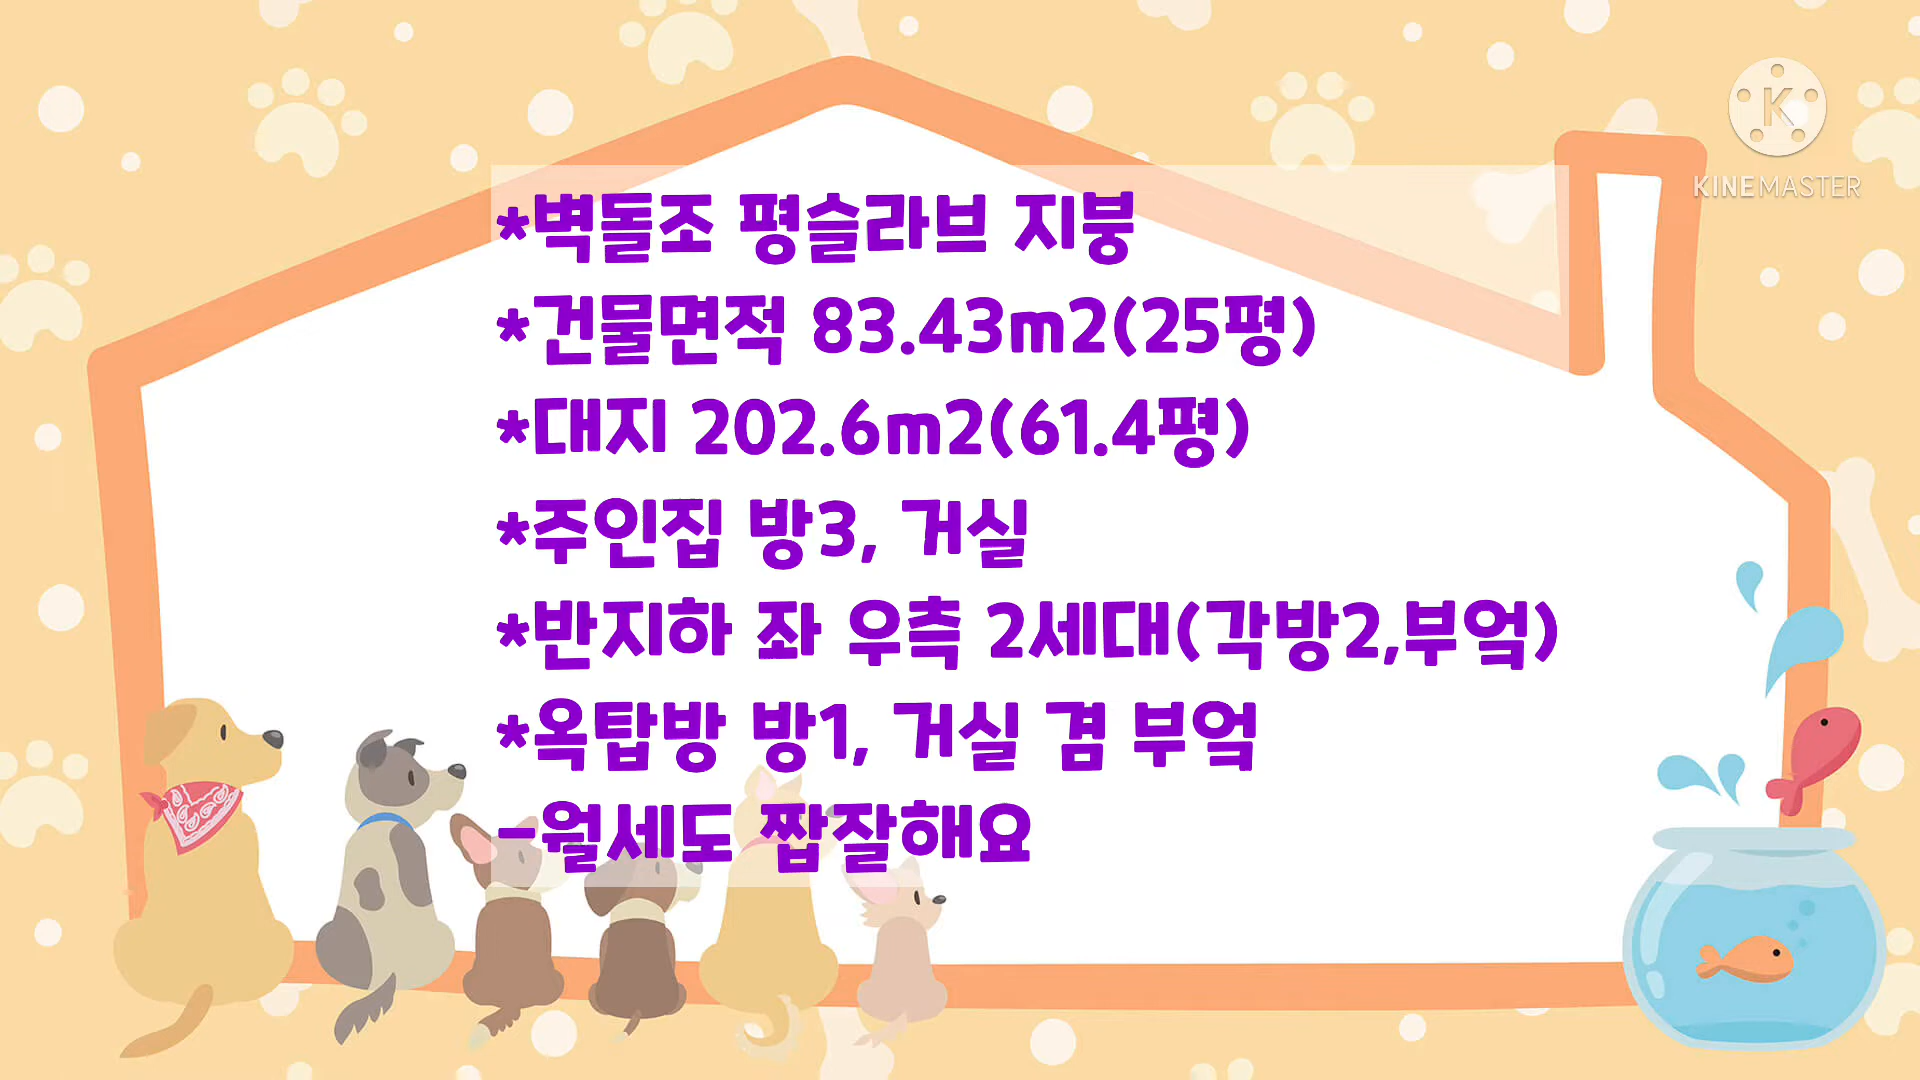 *벽돌조 평슬라브 지붕
*건물면적 83.43m2(25평)
*대지 202.6m2(61.4평)
*주인집 방3, 거실
*반지하 좌 우측 2세대(각방2,부엌)
*옥탑방 방1, 거실 겸 부엌
-월세도 짭잘해요
K
KINEMASTER